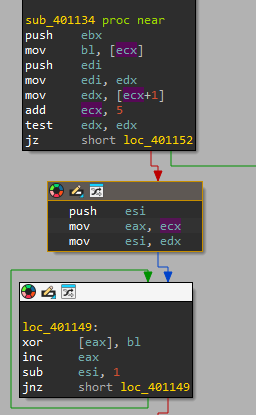 sub_401134 proc near
push ebx
mov bl, [ecx]
push edi
mov edi, edx
mov edx, [ecx+1]
add ecx, 5
test edx, edx
jz short loc_401152
push esi
mov eax, ecx
mov esi, edx
loc_401149:
xor [eax], bl
inc eax
sub esi, 1
jnz short loc_401149